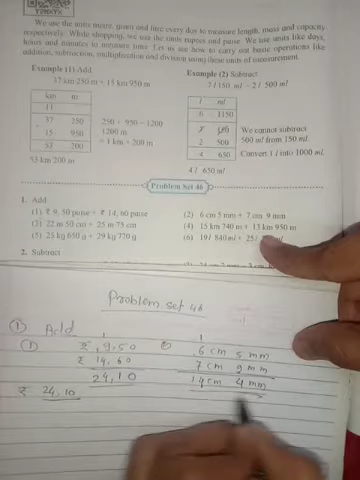 We use the units metre, gram and litre every day to measure length, mass and capacity
respectively. While shopping, we use the units rupees and paise. We use units like days,
hours and minutes to measure time. Let us see how to carry out basic operations like
addition, subtraction, multiplication and division using these units of measurement.
Example (1) Add
37 km 250 m + 15 km 950 m
km m
11
37 250
+ 15 950
53 200
250 + 950 = 1200
1200 m
= 1 km + 200 m
53 km 200 m
Example (2) Subtract
7 l 150 ml - 2 l 500 ml
l ml
6 1150
7 150
- 2 500
4 650
We cannot subtract
500 ml from 150 ml.
Convert 1 l into 1000 ml.
4 l 650 ml
Problem Set 46
1. Add
(1) ₹ 9, 50 paise + ₹ 14, 60 paise
(2) 6 cm 5 mm + 7 cm 9 mm
(3) 22 m 50 cm + 25 m 75 cm
(4) 15 km 740 m + 13 km 950 m
(5) 25 kg 650 g + 29 kg 770 g
(6) 19 l 840 ml + 25 l
2. Subtract
Problem set 46
① Add
① ₹ 9.50
₹ 14.60
24.10
₹ 24.10
②
1
6 cm 5 mm
7 cm 9 mm
14 cm 4 mm